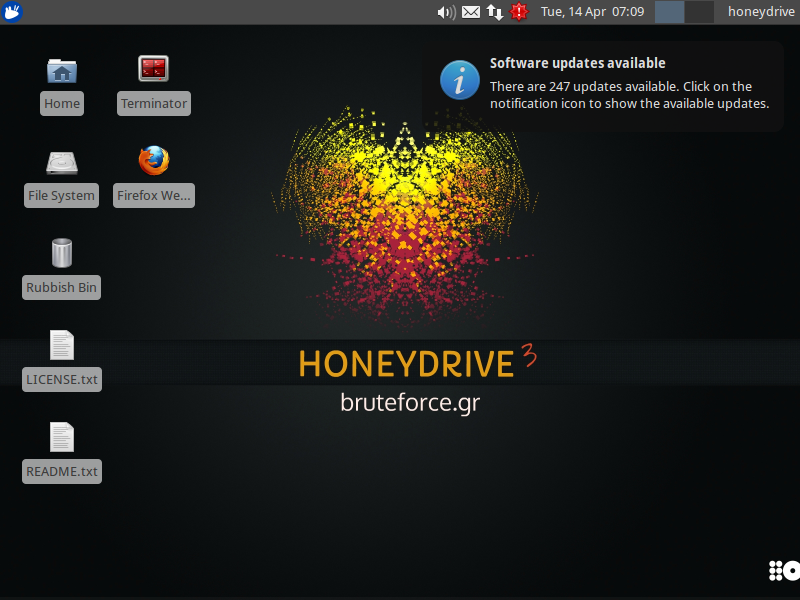 Tue, 14 Apr 07:09
honeydrive
Software updates available
There are 247 updates available. Click on the
notification icon to show the available updates.
Home
Terminator
File System
Firefox We...
Rubbish Bin
LICENSE.txt
README.txt
HONEYDRIVE 3
bruteforce.gr